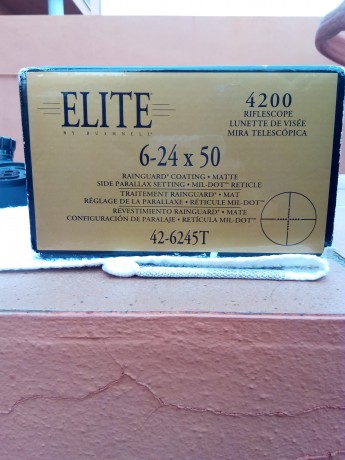 ELITE
BY BUSHNELL®
4200
RIFLESCOPE
LUNETTE DE VISÉE
MIRA TELESCÓPICA
6-24 x 50
RAINGUARD® COATING • MATTE
SIDE PARALLAX SETTING • MIL-DOT™ RETICLE
TRAITEMENT RAINGUARD® • MAT
RÉGLAGE DE LA PARALLAXE • RÉTICULE MIL-DOT™
REVESTIMIENTO RAINGUARD® • MATE
CONFIGURACIÓN DE PARALAJE • RETÍCULA MIL-DOT™
42-6245T